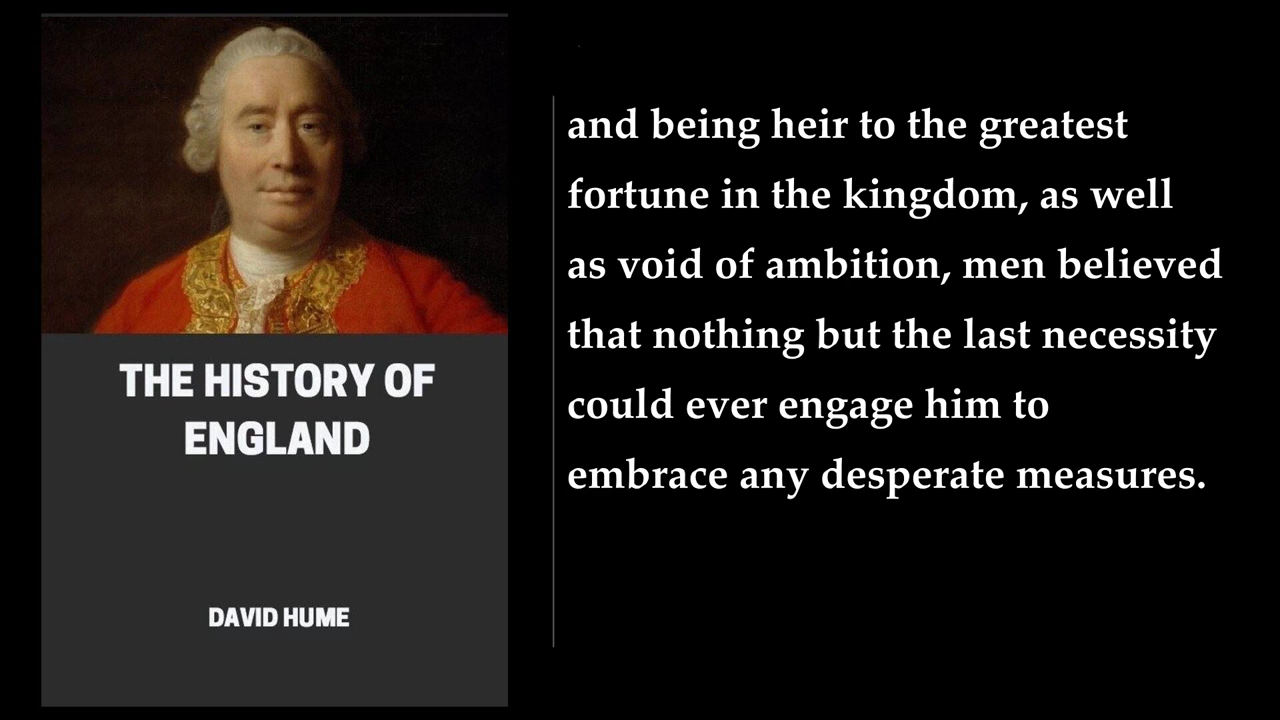 THE HISTORY OF
ENGLAND
DAVID HUME
and being heir to the greatest
fortune in the kingdom, as well
as void of ambition, men believed
that nothing but the last necessity
could ever engage him to
embrace any desperate measures.